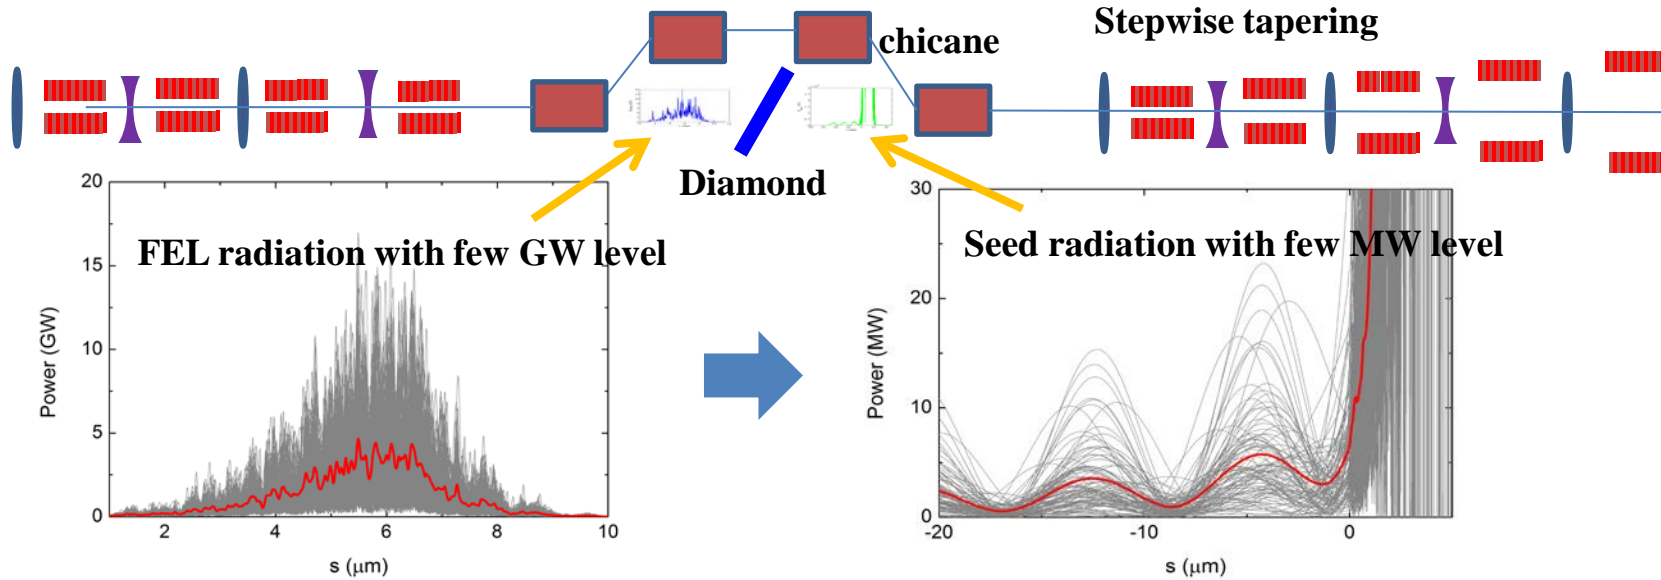 Stepwise tapering
chicane
Diamond
FEL radiation with few GW level
Seed radiation with few MW level
20
15
10
5
0
Power (GW)
2
4
6
8
10
s (μm)
30
20
10
0
Power (MW)
-20
-10
0
s (μm)